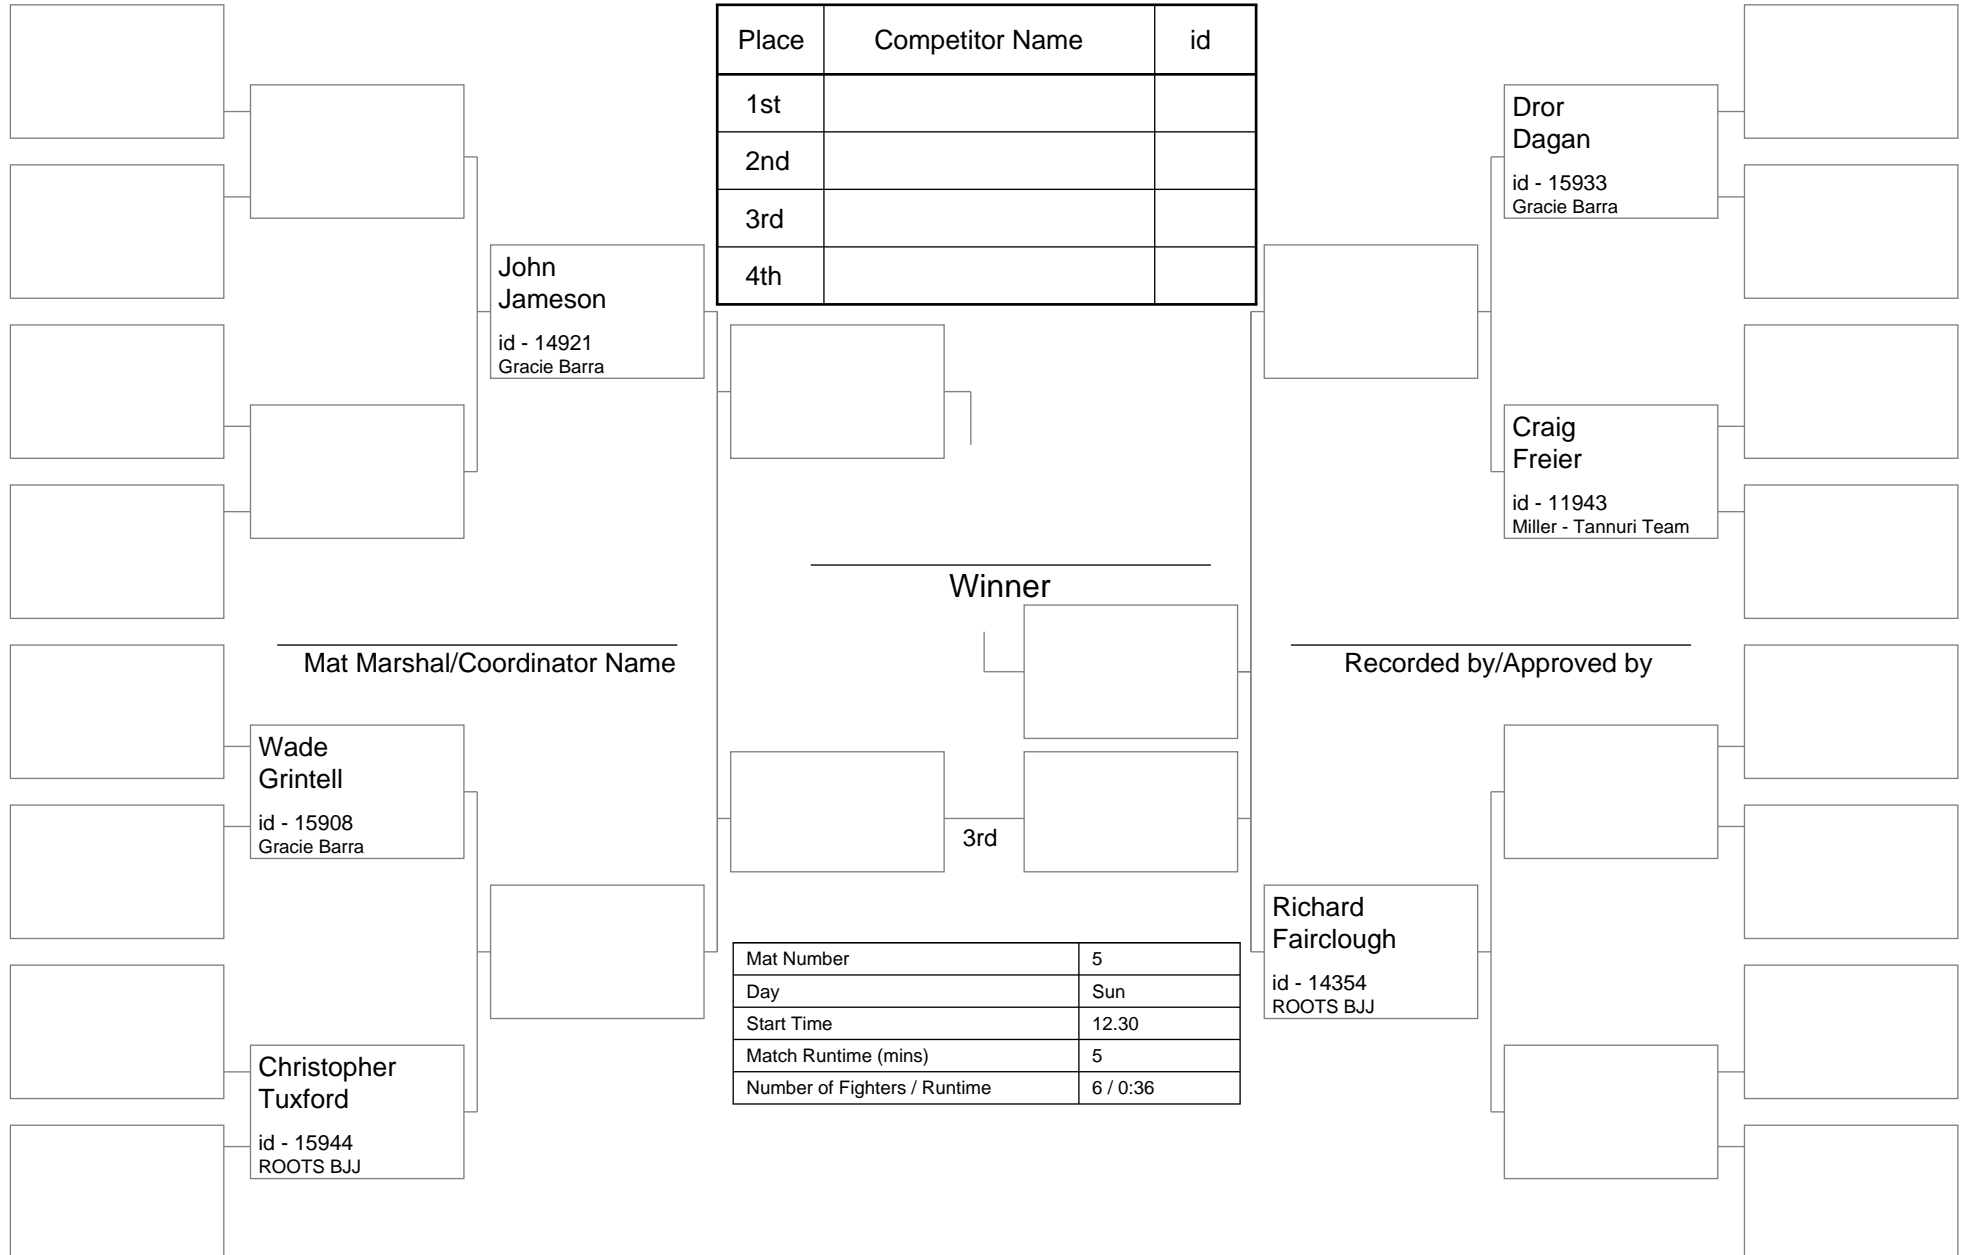 Place Competitor Name id
1st
2nd
3rd
4th
Dror
Dagan
id - 15933
Gracie Barra
John
Jameson
id - 14921
Gracie Barra
Craig
Freier
id - 11943
Miller - Tannuri Team
Winner
Mat Marshal/Coordinator Name
Recorded by/Approved by
Wade
Grintell
id - 15908
Gracie Barra
3rd
Richard
Fairclough
id - 14354
ROOTS BJJ
Mat Number 5
Day Sun
Start Time 12.30
Match Runtime (mins) 5
Number of Fighters / Runtime 6 / 0:36
Christopher
Tuxford
id - 15944
ROOTS BJJ